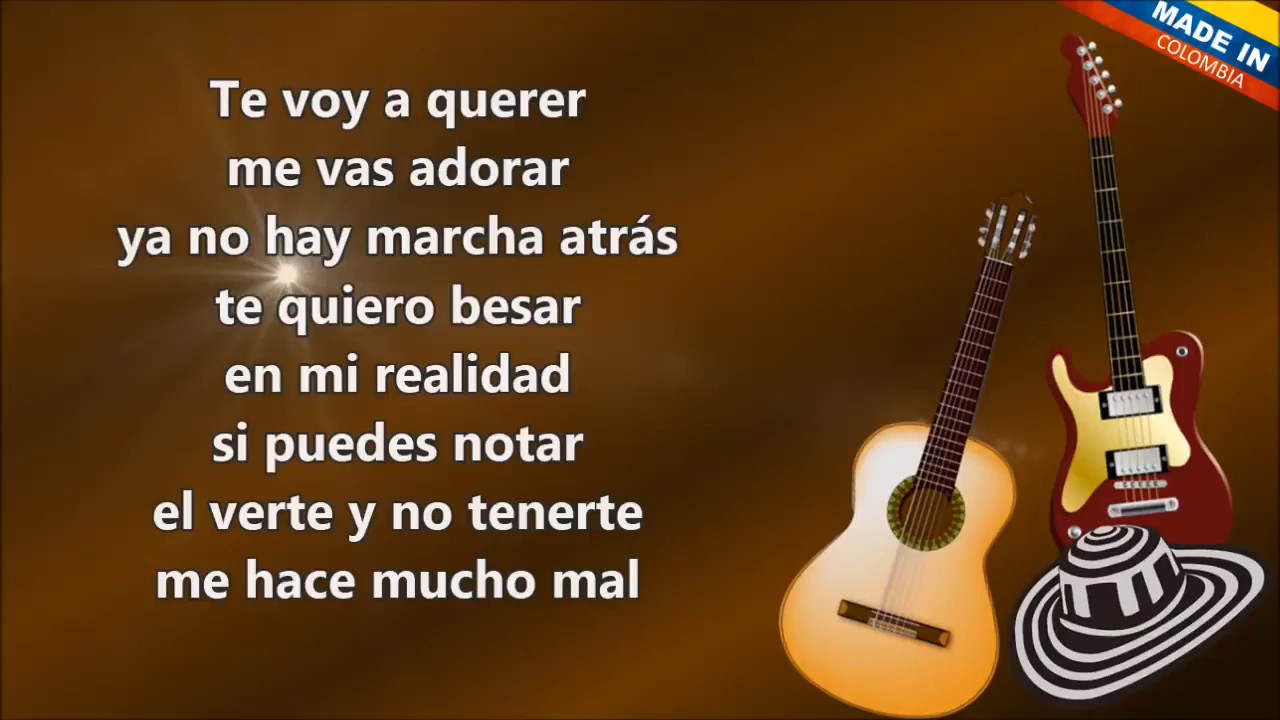 Te voy a querer
me vas adorar
ya no hay marcha atrás
te quiero besar
en mi realidad
si puedes notar
el verte y no tenerte
me hace mucho mal
MADE IN
COLOMBIA